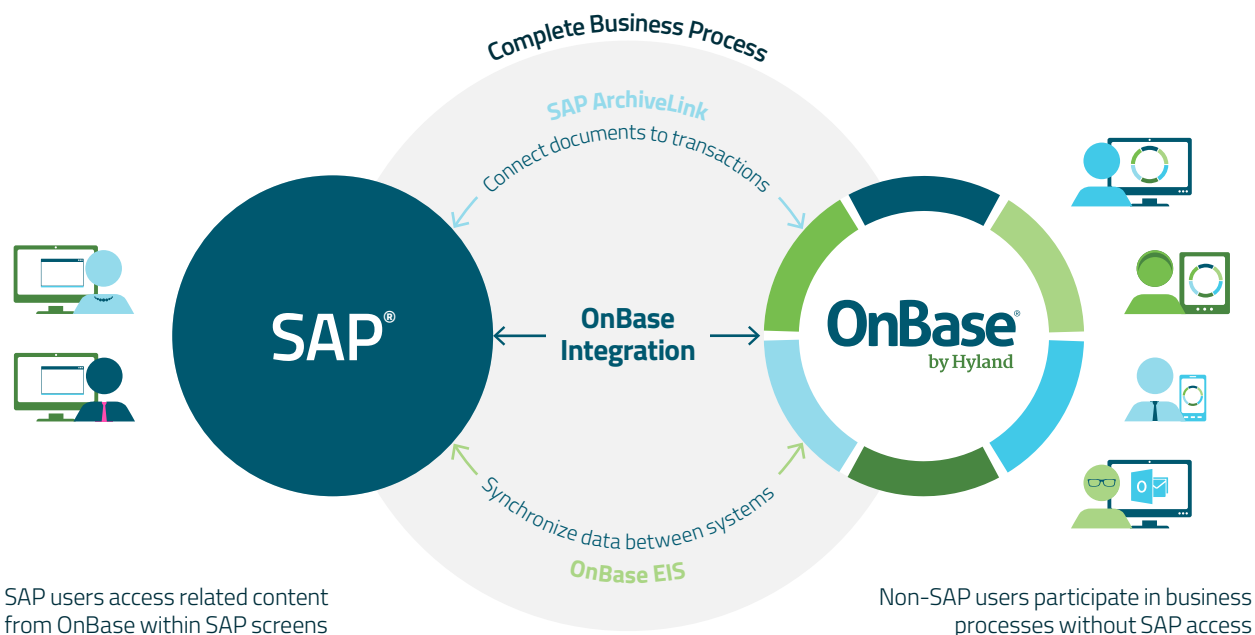 Complete Business Process
SAP ArchiveLink
Connect documents to transactions
SAP®
OnBase
Integration
OnBase®
by Hyland
Synchronize data between systems
OnBase EIS
SAP users access related content
from OnBase within SAP screens
Non-SAP users participate in business
processes without SAP access